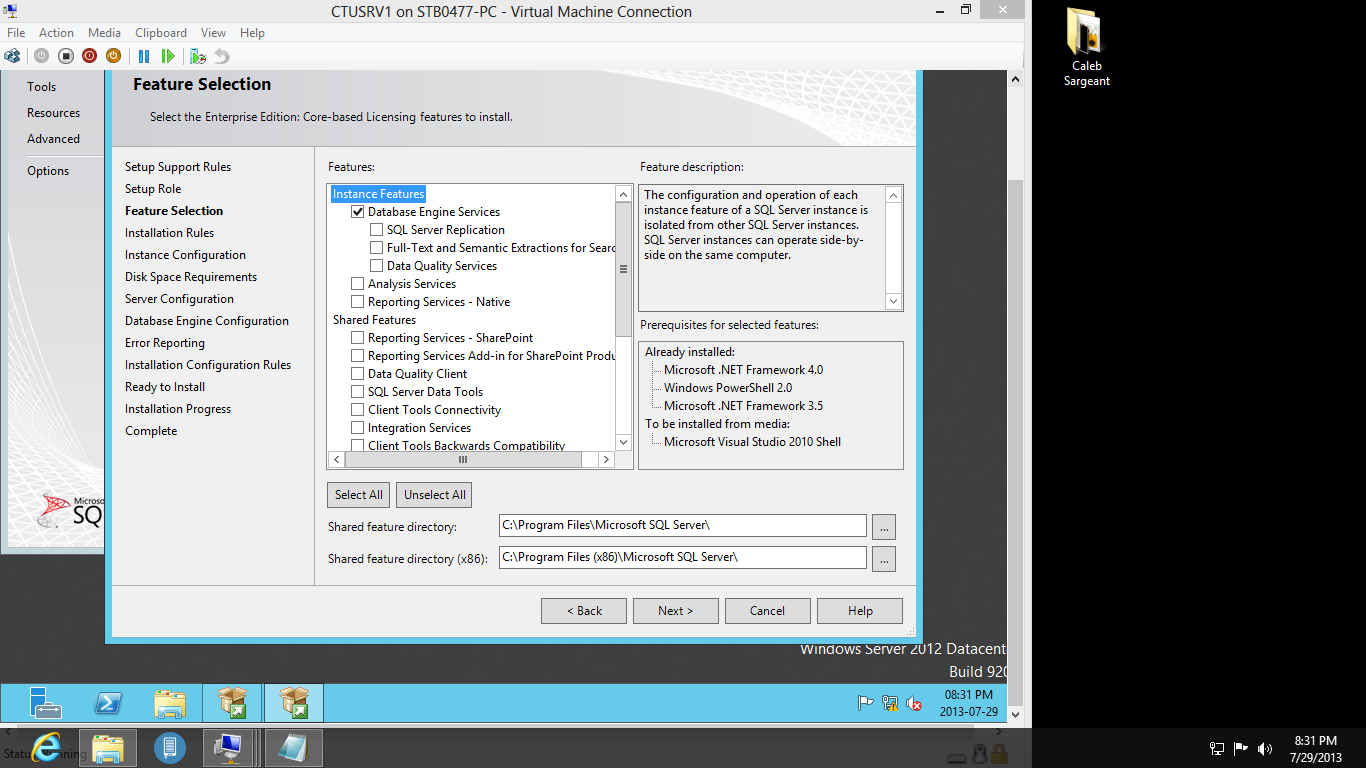 CTUSRV1 on STB0477-PC - Virtual Machine Connection
File Action Media Clipboard View Help
Caleb
Sargeant
Tools
Resources
Advanced
Options
Feature Selection
Select the Enterprise Edition: Core-based Licensing features to install.
Setup Support Rules
Setup Role
Feature Selection
Installation Rules
Instance Configuration
Disk Space Requirements
Server Configuration
Database Engine Configuration
Error Reporting
Installation Configuration Rules
Ready to Install
Installation Progress
Complete
Features:
Instance Features
Database Engine Services
SQL Server Replication
Full-Text and Semantic Extractions for Searc
Data Quality Services
Analysis Services
Reporting Services - Native
Shared Features
Reporting Services - SharePoint
Reporting Services Add-in for SharePoint Produ
Data Quality Client
SQL Server Data Tools
Client Tools Connectivity
Integration Services
Client Tools Backwards Compatibility
Feature description:
The configuration and operation of each
instance feature of a SQL Server instance is
isolated from other SQL Server instances.
SQL Server instances can operate side-by-
side on the same computer.
Prerequisites for selected features:
Already installed:
Microsoft .NET Framework 4.0
Windows PowerShell 2.0
Microsoft .NET Framework 3.5
To be installed from media:
Microsoft Visual Studio 2010 Shell
Select All Unselect All
Shared feature directory: C:\Program Files\Microsoft SQL Server\ ...
Shared feature directory (x86): C:\Program Files (x86)\Microsoft SQL Server\ ...
< Back Next > Cancel Help
Microso
SQ
Windows Server 2012 Datacent
Build 920
08:31 PM
2013-07-29
8:31 PM
7/29/2013